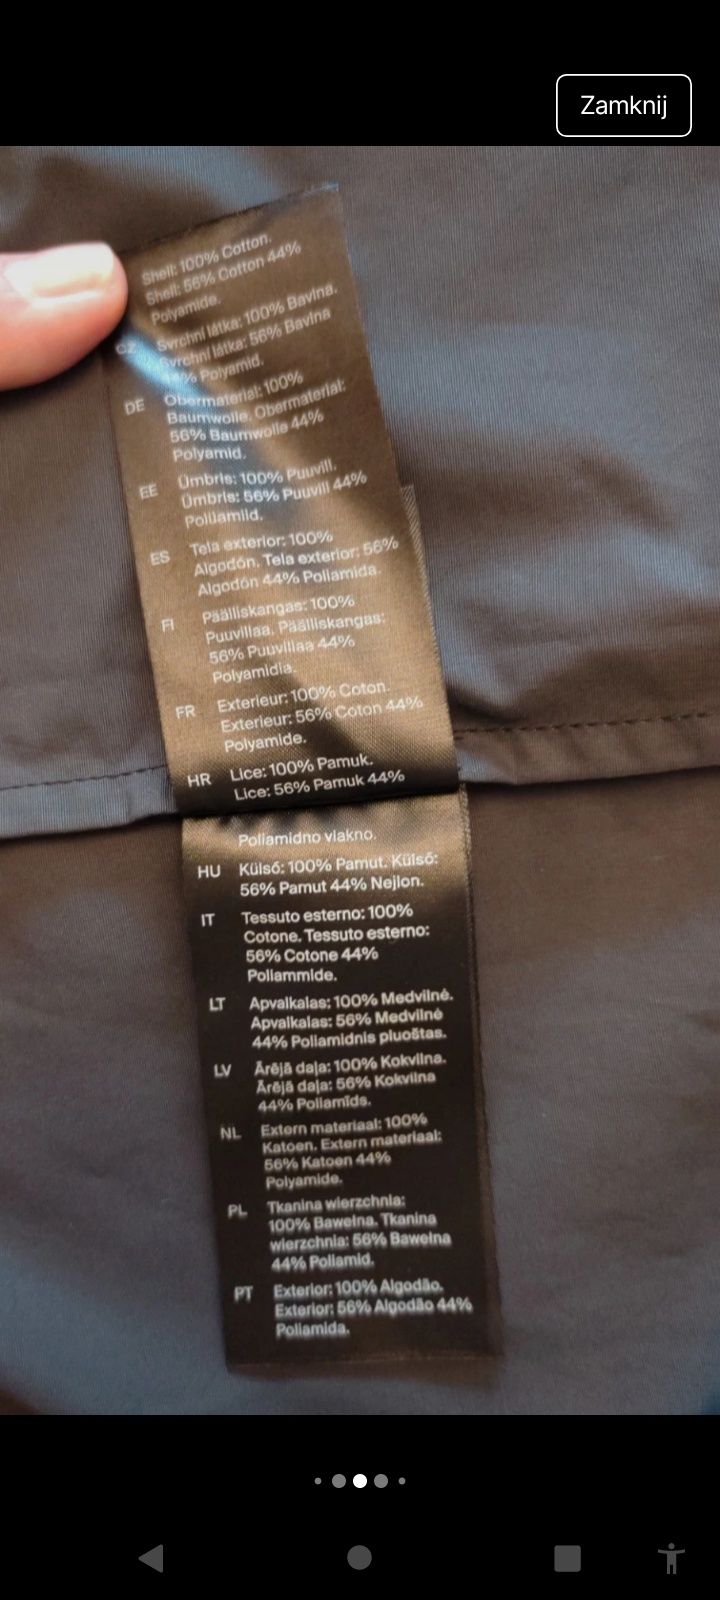 Zamknij
Shell: 100% Cotton.
Shell: 56% Cotton 44%
Polyamide.
CZ Svrchní látka: 100% Bavlna.
Svrchní látka: 56% Bavlna
44% Polyamid.
DE Obermaterial: 100%
Baumwolle. Obermaterial:
56% Baumwolle 44%
Polyamid.
EE Ümbris: 100% Puuvill.
Ümbris: 56% Puuvill 44%
Poliiamiid.
ES Tela exterior: 100%
Algodón. Tela exterior: 56%
Algodón 44% Poliamida.
FI Päälliskangas: 100%
Puuvillaa. Päälliskangas:
56% Puuvillaa 44%
Polyamidia.
FR Exterieur: 100% Coton.
Exterieur: 56% Coton 44%
Polyamide.
HR Lice: 100% Pamuk.
Lice: 56% Pamuk 44%
Poliamidno vlakno.
HU Külső: 100% Pamut. Külső:
56% Pamut 44% Nejlon.
IT Tessuto esterno: 100%
Cotone. Tessuto esterno:
56% Cotone 44%
Poliammide.
LT Apvalkalas: 100% Medvilnė.
Apvalkalas: 56% Medvilnė
44% Poliamidnis pluoštas.
LV Ārējā daļa: 100% Kokvilna.
Ārējā daļa: 56% Kokvilna
44% Poliamīds.
NL Extern materiaal: 100%
Katoen. Extern materiaal:
56% Katoen 44%
Polyamide.
PL Tkanina wierzchnia:
100% Bawełna. Tkanina
wierzchnia: 56% Bawełna
44% Poliamid.
PT Exterior: 100% Algodão.
Exterior: 56% Algodão 44%
Poliamida.